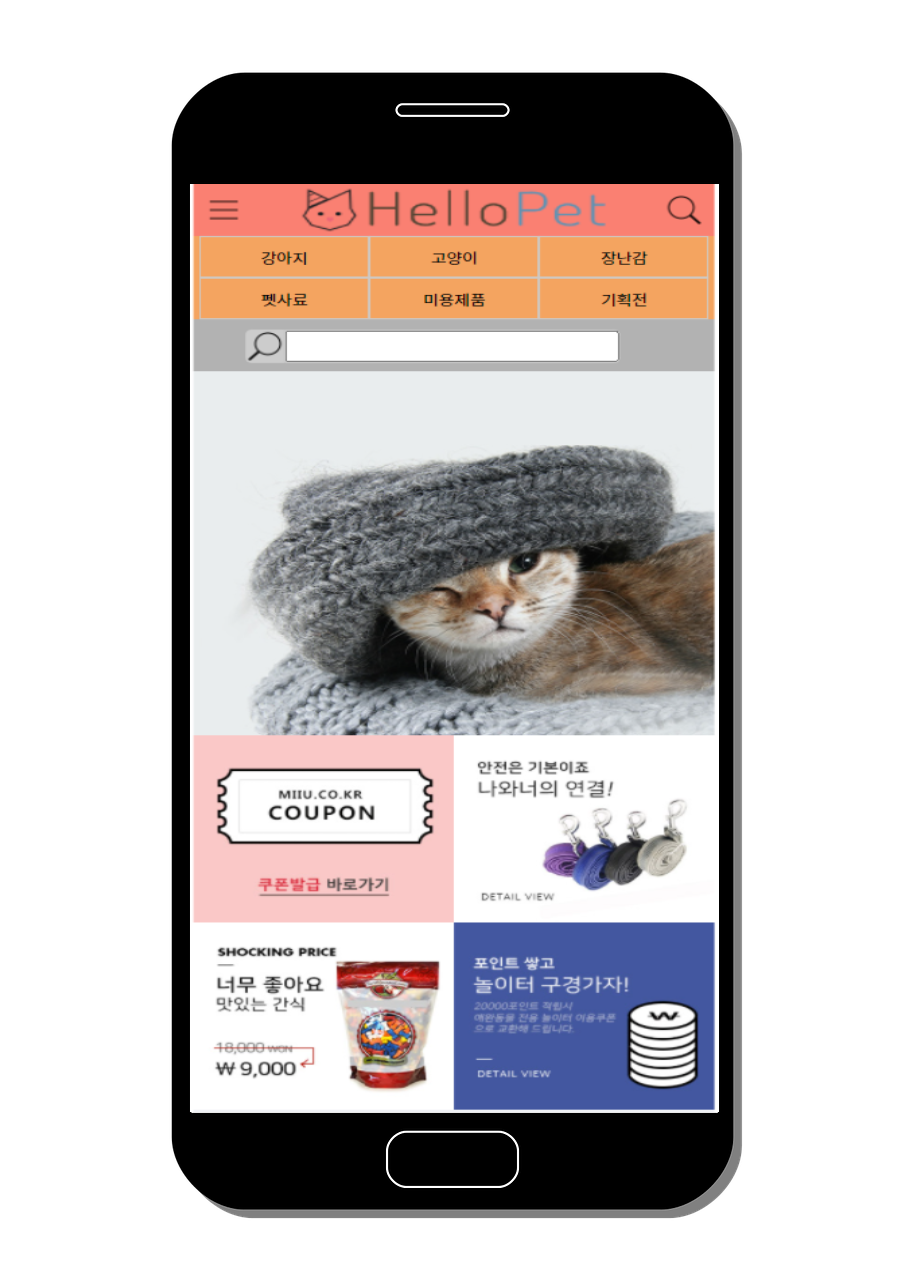 HelloPet
강아지 고양이 장난감
펫사료 미용제품 기획전
MIIU.CO.KR
COUPON
쿠폰발급 바로가기
안전은 기본이죠
나와너의 연결!
DETAIL VIEW
SHOCKING PRICE
너무 좋아요
맛있는 간식
18,000 WON
₩ 9,000
포인트 쌓고
놀이터 구경가자!
20000포인트 적립시
애완동물 전용 놀이터 이용쿠폰
으로 교환해 드립니다.
DETAIL VIEW
W